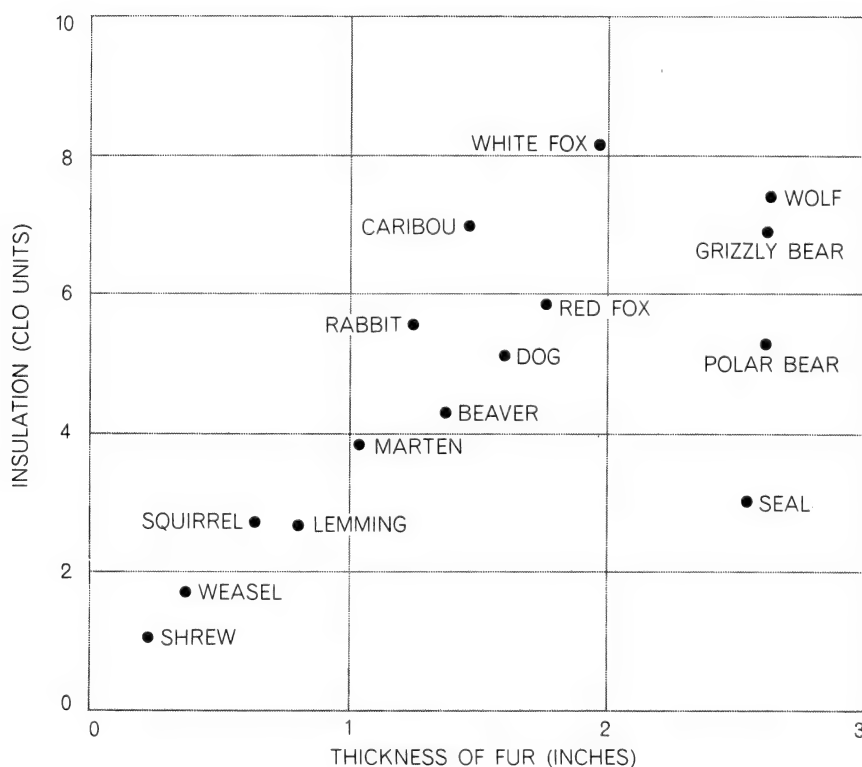 10
WHITE FOX
8
WOLF
CARIBOU
GRIZZLY BEAR
6
RED FOX
RABBIT
DOG
POLAR BEAR
BEAVER
4
MARTEN
SEAL
SQUIRREL
LEMMING
2
WEASEL
SHREW
0
0 1 2 3
THICKNESS OF FUR (INCHES)
INSULATION (CLO UNITS)